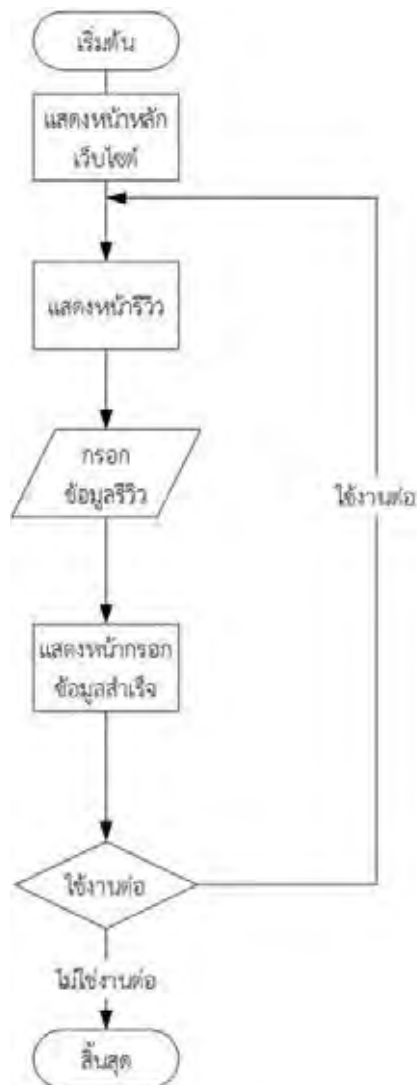 เริ่มต้น
แสดงหน้าหลัก
เว็บไซต์
แสดงหน้ารีวิว
กรอก
ข้อมูลรีวิว
ใช้งานต่อ
แสดงหน้ากรอก
ข้อมูลสำเร็จ
ใช้งานต่อ
ไม่ใช่งานต่อ
สิ้นสุด